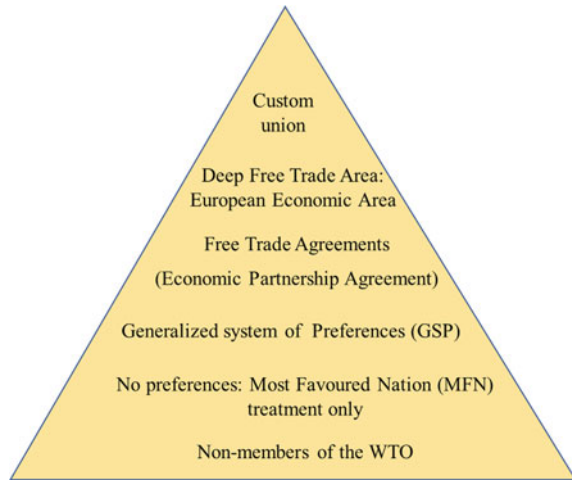 Custom
union
Deep Free Trade Area:
European Economic Area
Free Trade Agreements
(Economic Partnership Agreement)
Generalized system of Preferences (GSP)
No preferences: Most Favoured Nation (MFN)
treatment only
Non-members of the WTO